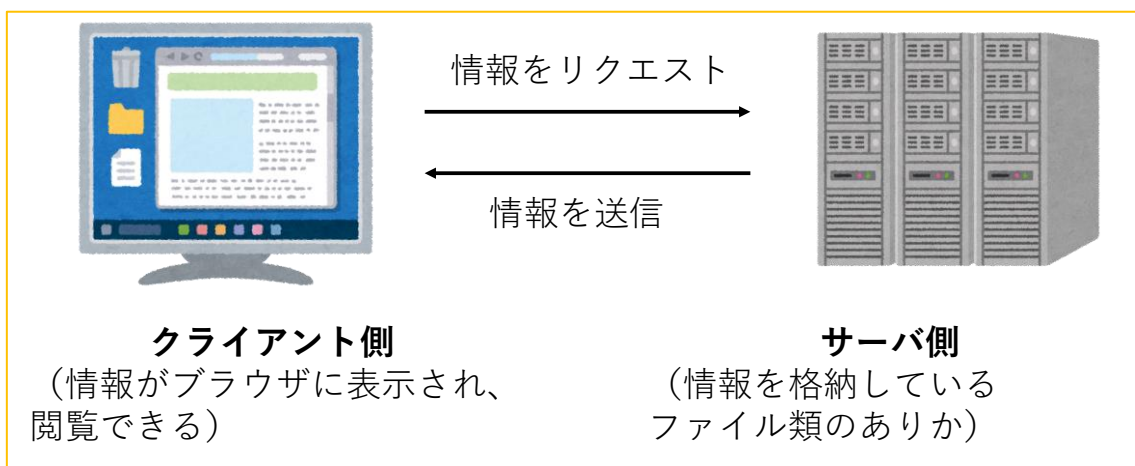 情報をリクエスト
情報を送信
クライアント側
（情報がブラウザに表示され、
閲覧できる）
サーバ側
（情報を格納している
ファイル類のありか）